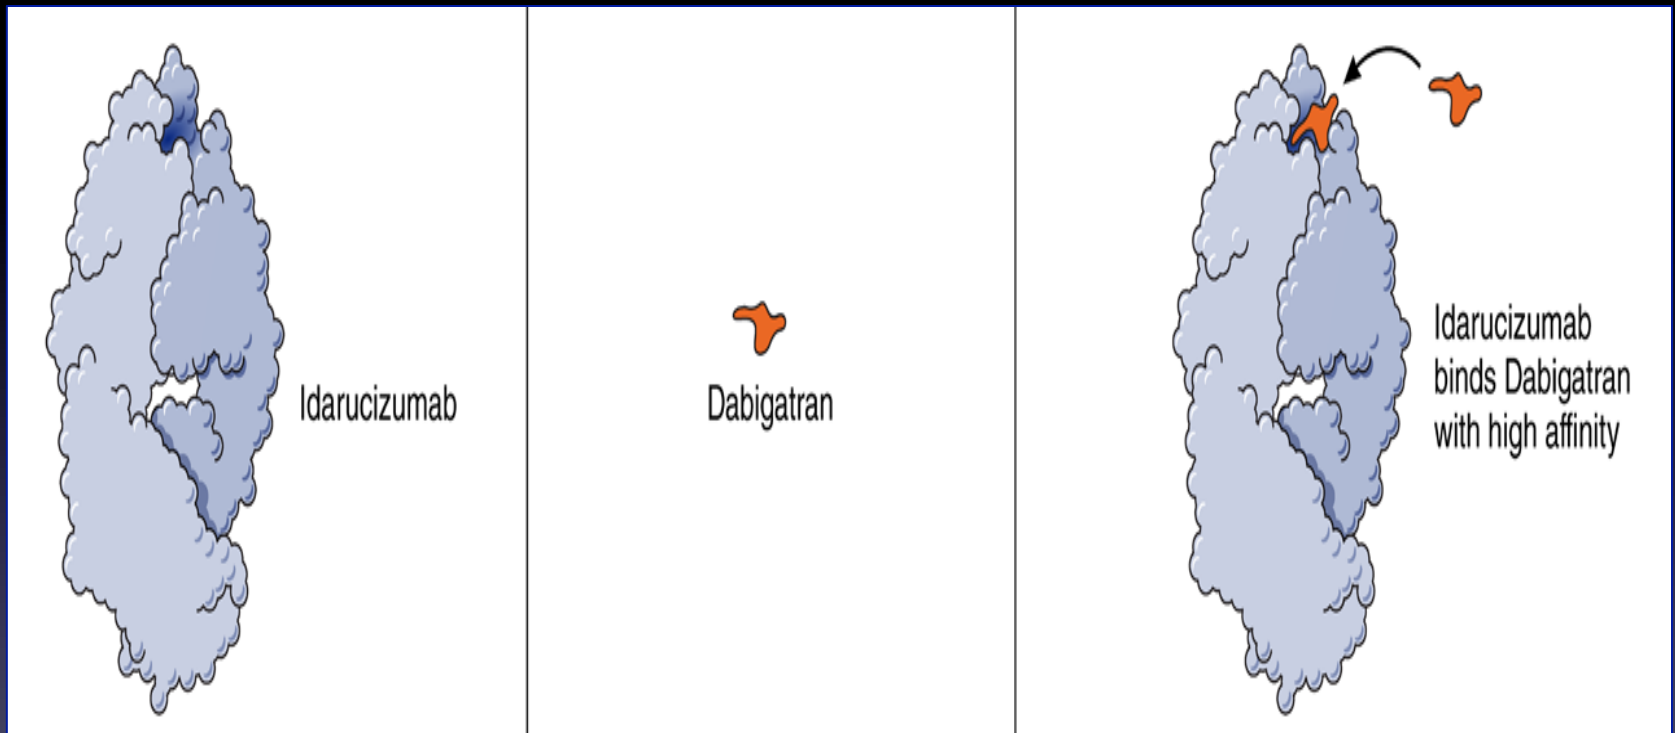 Idarucizumab
Dabigatran
Idarucizumab
binds Dabigatran
with high affinity